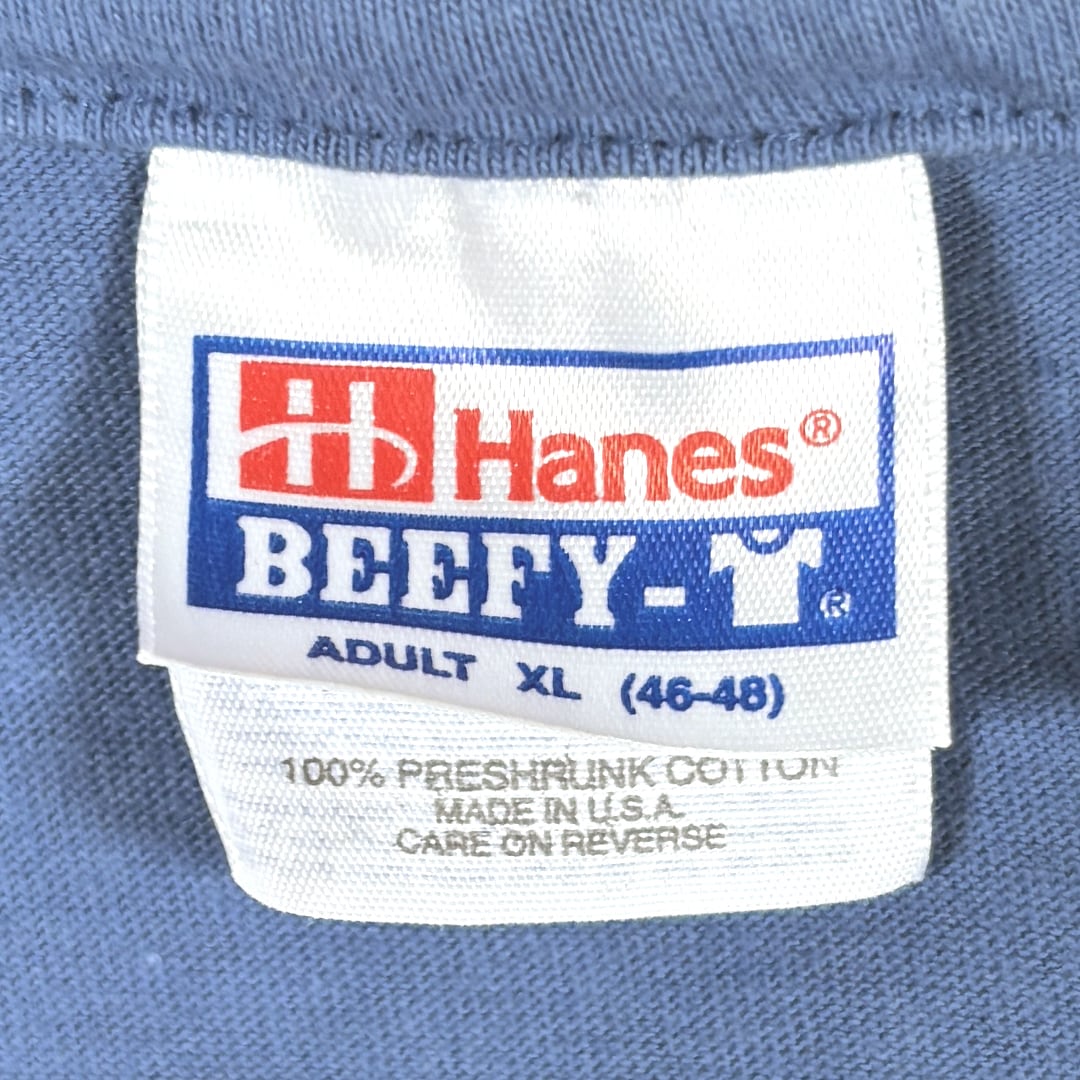 H Hanes®
BEEFY-T®
ADULT XL (46-48)
100% PRESHRUNK COTTON
MADE IN U.S.A.
CARE ON REVERSE